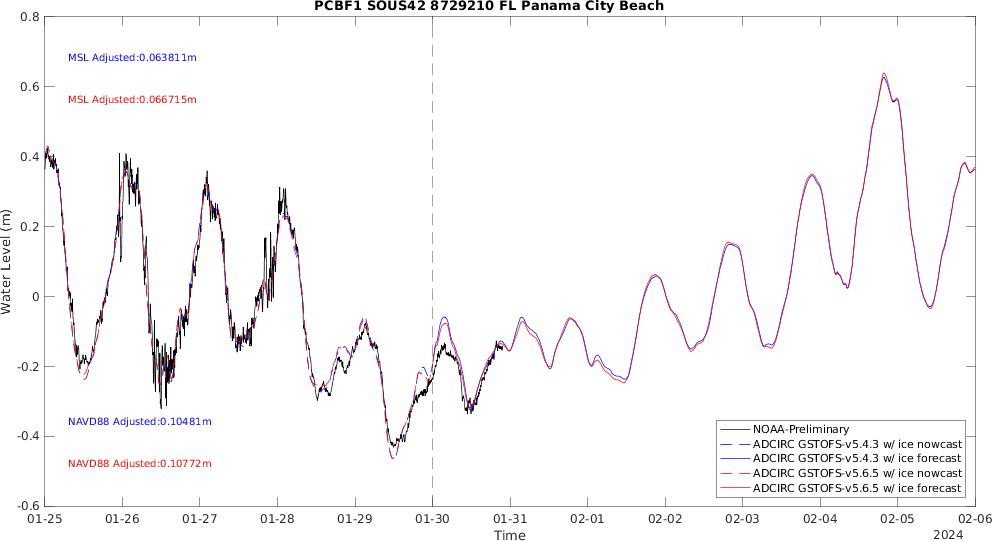 PCBF1 SOUS42 8729210 FL Panama City Beach
0.8
0.6
0.4
0.2
0
-0.2
-0.4
-0.6
Water Level (m)
MSL Adjusted:0.063811m
MSL Adjusted:0.066715m
NAVD88 Adjusted:0.10481m
NAVD88 Adjusted:0.10772m
NOAA-Preliminary
ADCIRC GSTOFS-v5.4.3 w/ ice nowcast
ADCIRC GSTOFS-v5.4.3 w/ ice forecast
ADCIRC GSTOFS-v5.6.5 w/ ice nowcast
ADCIRC GSTOFS-v5.6.5 w/ ice forecast
01-25 01-26 01-27 01-28 01-29 01-30 01-31 02-01 02-02 02-03 02-04 02-05 02-06
Time
2024